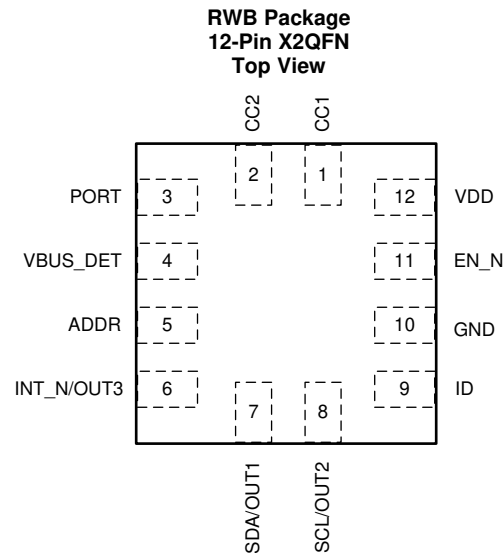 RWB Package
12-Pin X2QFN
Top View
CC2
CC1
2
1
PORT
3
12
VDD
VBUS_DET
4
11
EN_N
ADDR
5
10
GND
INT_N/OUT3
6
9
ID
7
8
SDA/OUT1
SCL/OUT2